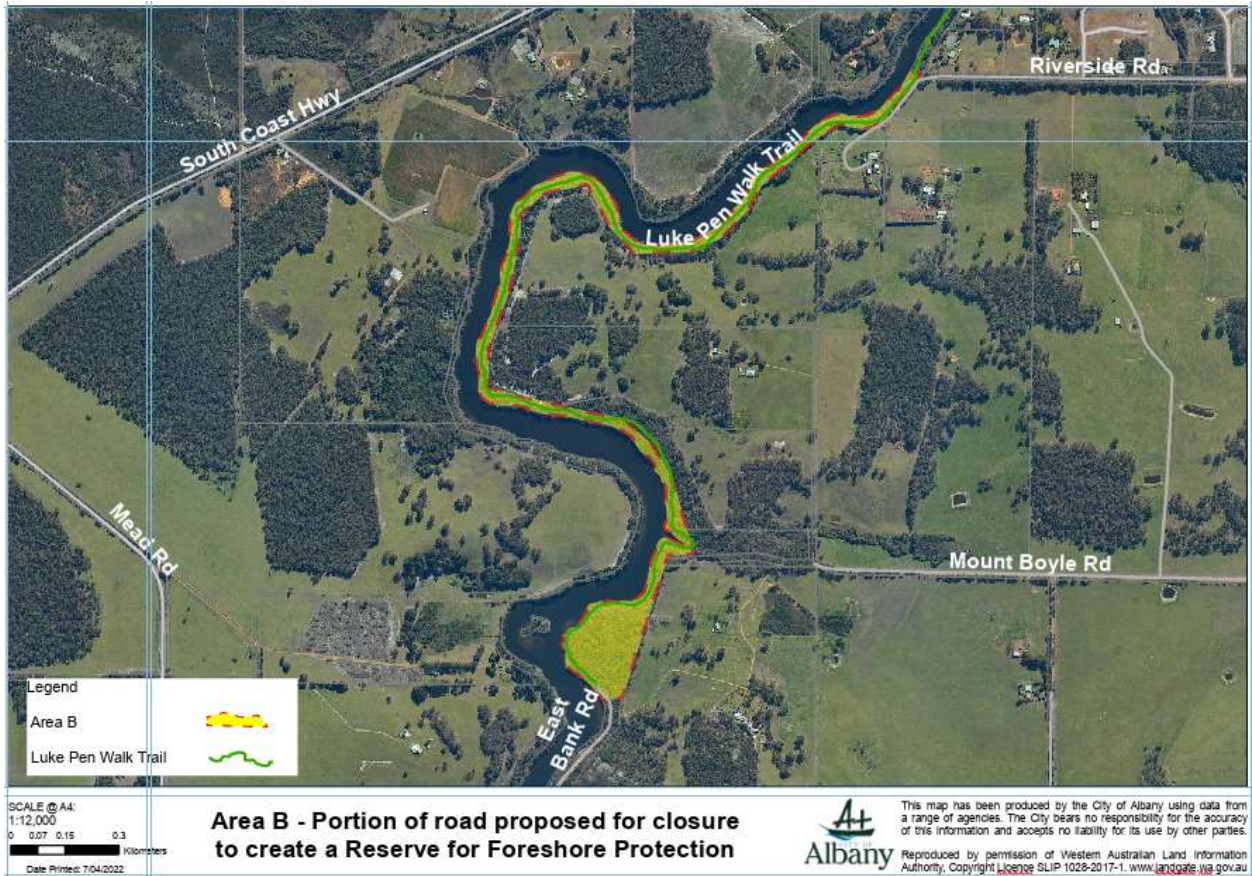 Riverside Rd
South Coast Hwy
Luke Pen Walk Trail
Mead Rd
Mount Boyle Rd
East
Bank Rd
Legend
Area B
Luke Pen Walk Trail
SCALE @ A4:
1:12,000
0 0.07 0.15 0.3
Kilometers
Date Printed: 7/04/2022
Area B - Portion of road proposed for closure
to create a Reserve for Foreshore Protection
CITY OF
Albany
This map has been produced by the City of Albany using data from
a range of agencies. The City bears no responsibility for the accuracy
of this information and accepts no liability for its use by other parties.
Reproduced by permission of Western Australian Land Information
Authority, Copyright Licence SLIP 1028-2017-1. www.landgate.wa.gov.au